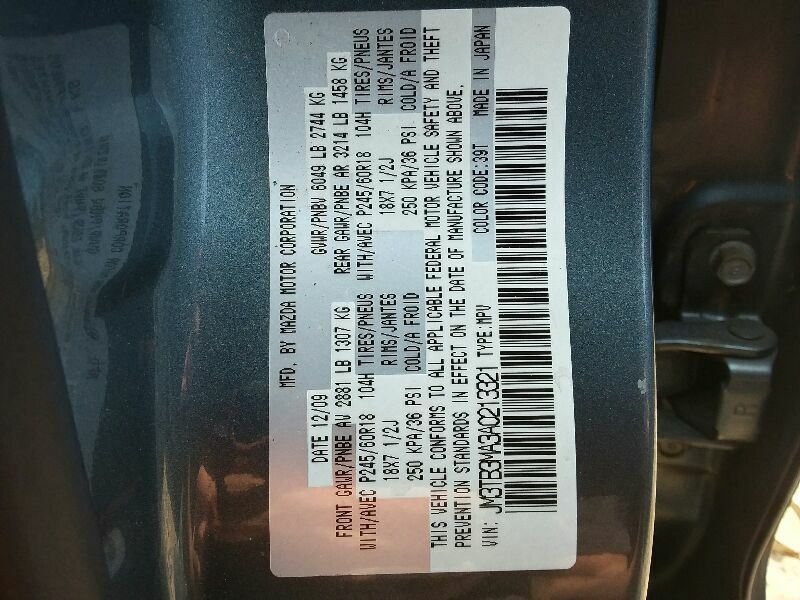 MFD. BY MAZDA MOTOR CORPORATION
DATE 12/09 GVWR/PNBV 6049 LB 2744 KG
FRONT GAWR/PNBE AV 2881 LB 1307 KG REAR GAWR/PNBE AR 3214 LB 1458 KG
WITH/AVEC P245/60R18 104H TIRES/PNEUS WITH/AVEC P245/60R18 104H TIRES/PNEUS
18X7 1/2J RIMS/JANTES 18X7 1/2J RIMS/JANTES
250 KPA/36 PSI COLD/A FROID 250 KPA/36 PSI COLD/A FROID
THIS VEHICLE CONFORMS TO ALL APPLICABLE FEDERAL MOTOR VEHICLE SAFETY AND THEFT
PREVENTION STANDARDS IN EFFECT ON THE DATE OF MANUFACTURE SHOWN ABOVE.
VIN: JM3TB3MA3A0213321 TYPE:MPV COLOR CODE:39T MADE IN JAPAN